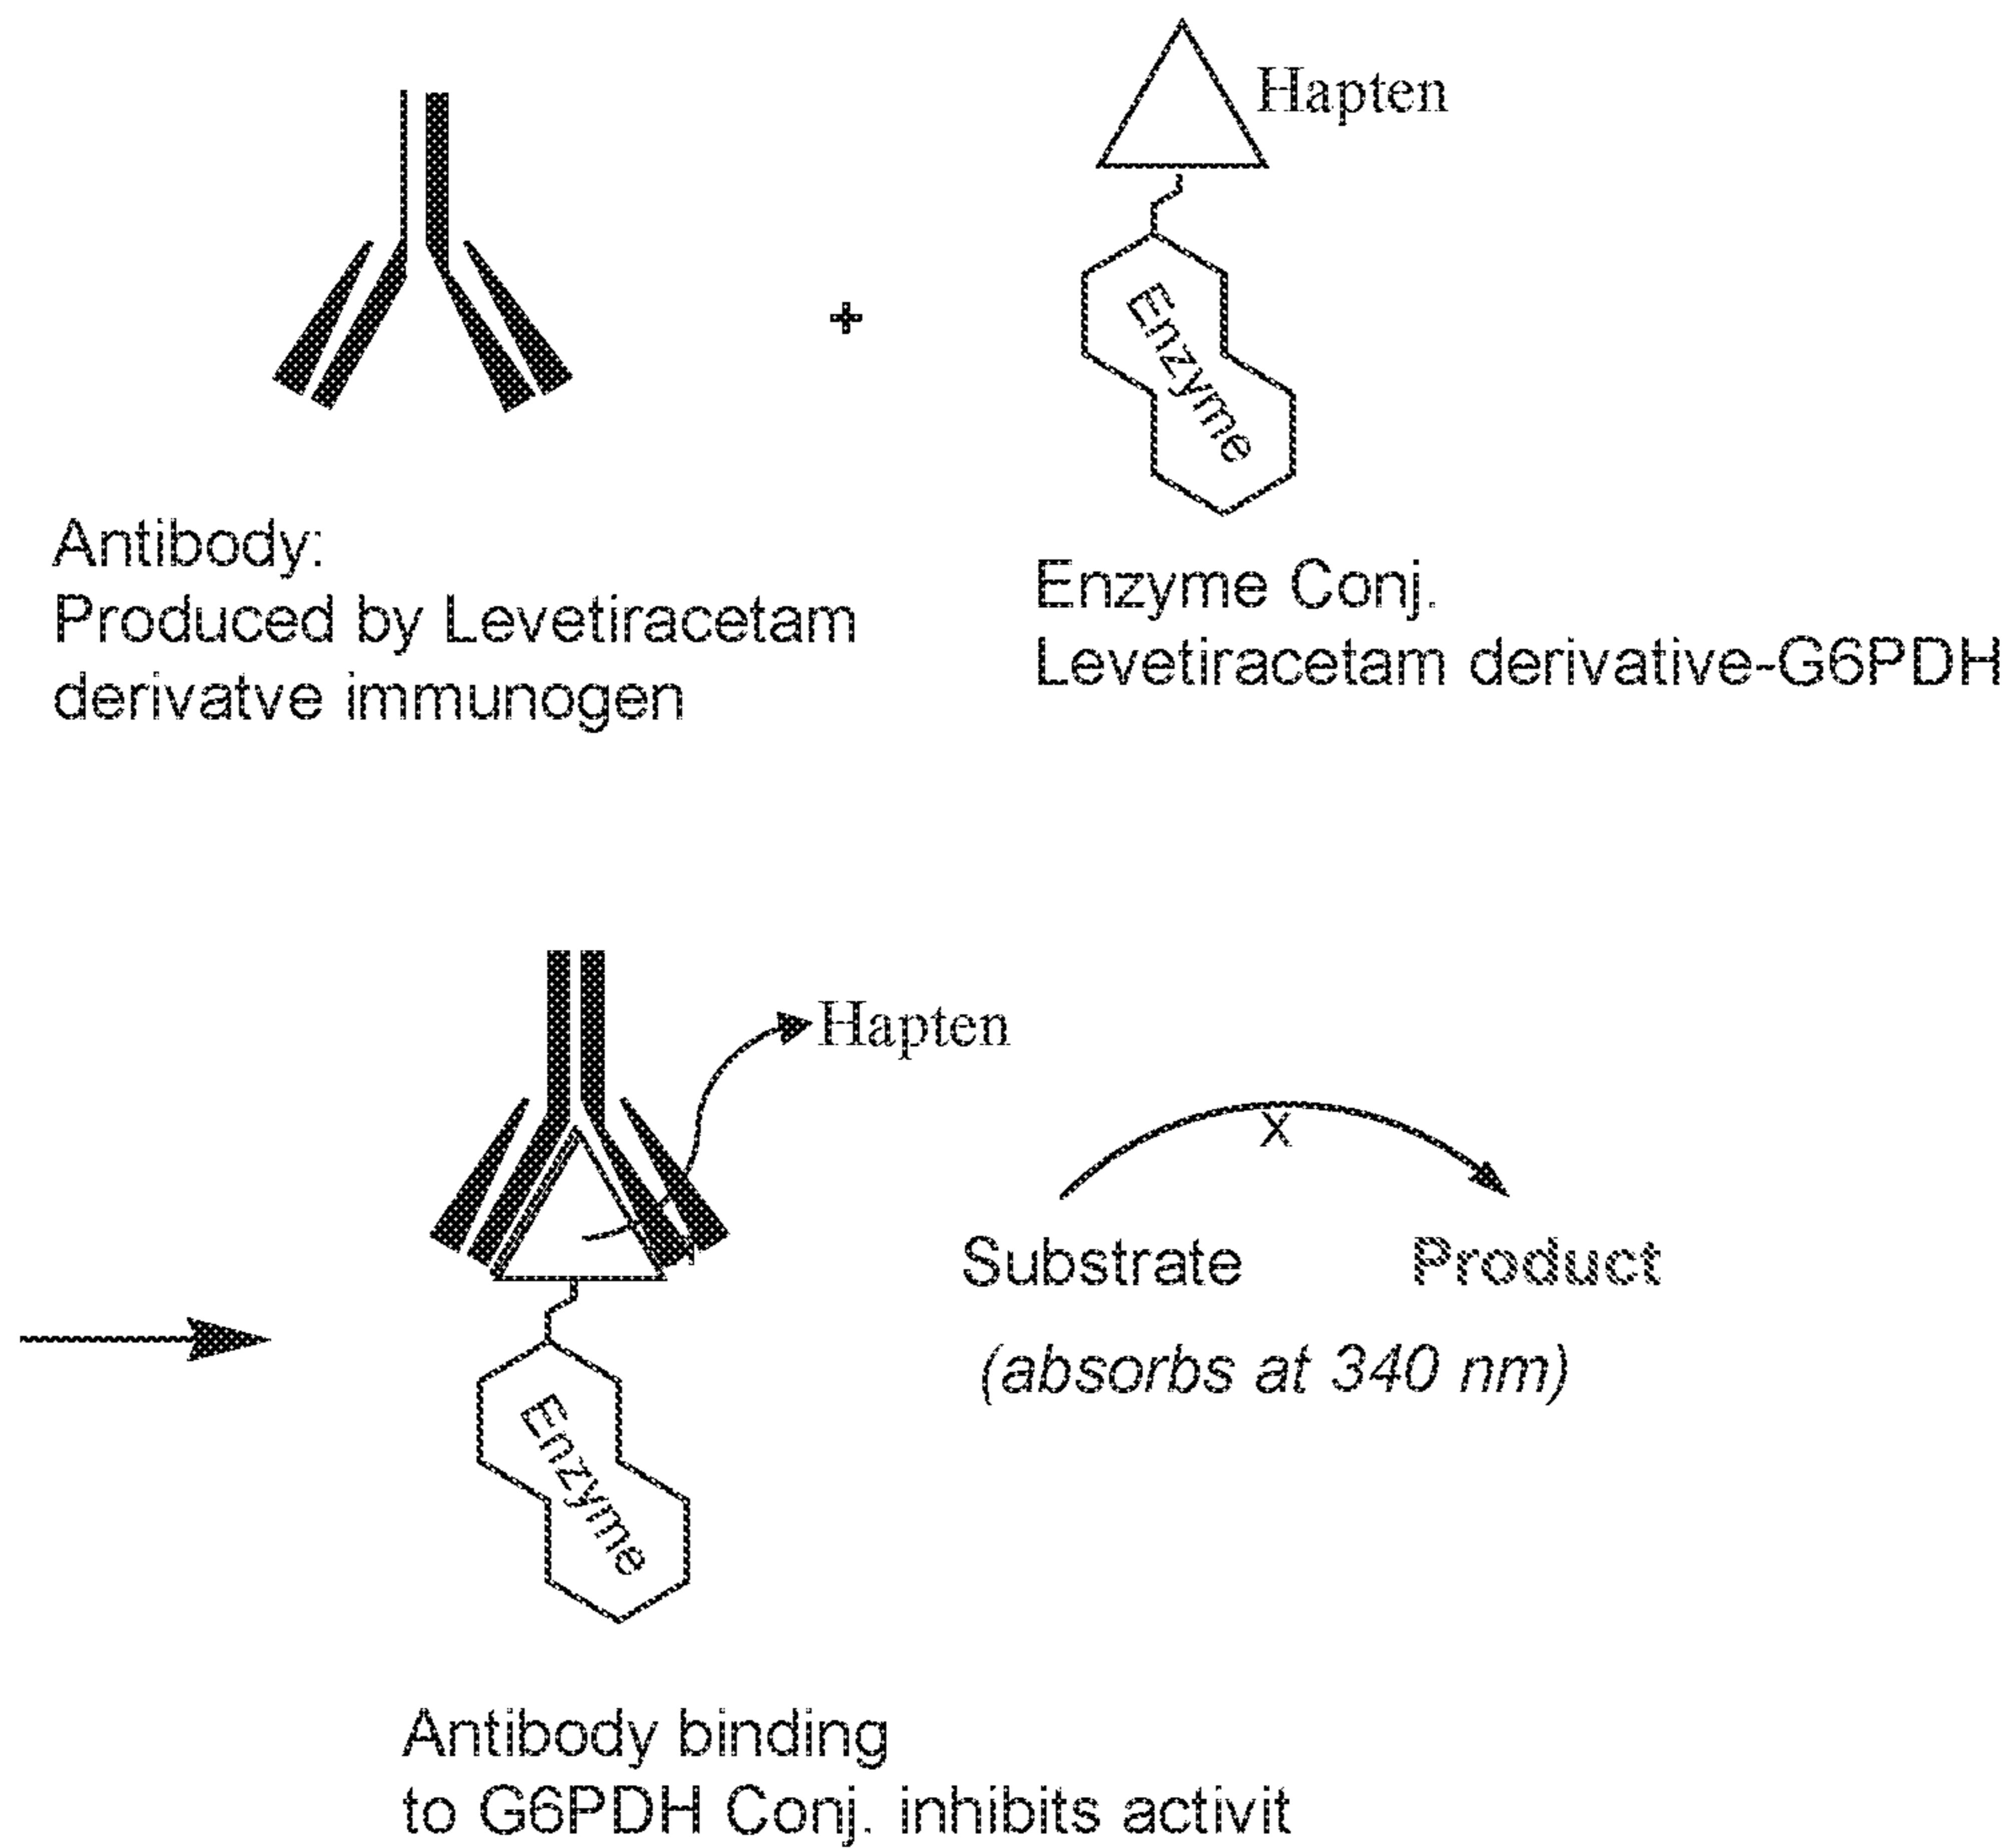 Hapten
+
Enzyme
Antibody:
Produced by Levetiracetam
derivatve immunogen
Enzyme Conj.
Levetiracetam derivative-G6PDH
Hapten
X
Substrate Product
(absorbs at 340 nm)
Enzyme
Antibody binding
to G6PDH Conj. inhibits activit